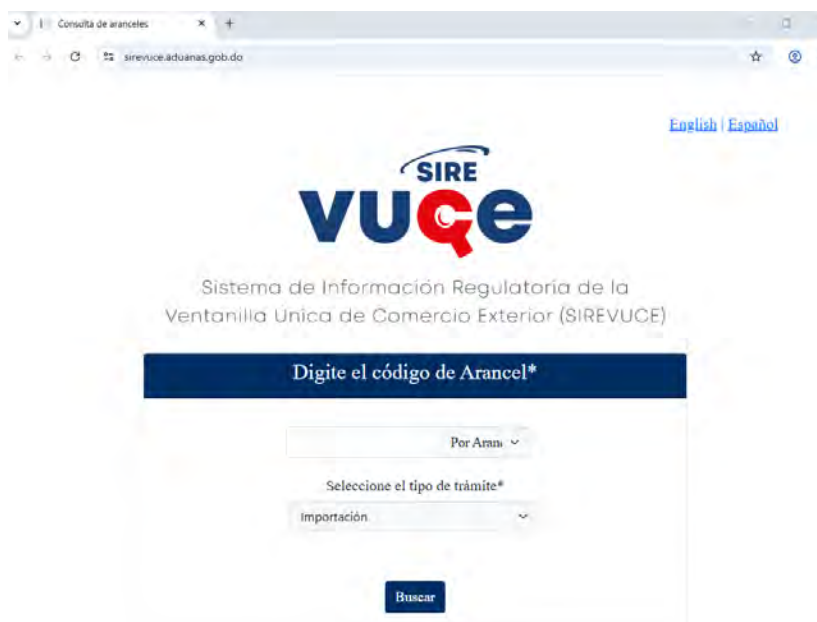 Consulta de aranceles
sirevuce.aduanas.gob.do
English | Español
SIRE
vuce
Sistema de Información Regulatoria de la
Ventanilla Unica de Comercio Exterior (SIREVUCE)
Digite el código de Arancel*
Por Aran
Seleccione el tipo de trámite*
Importación
Buscar